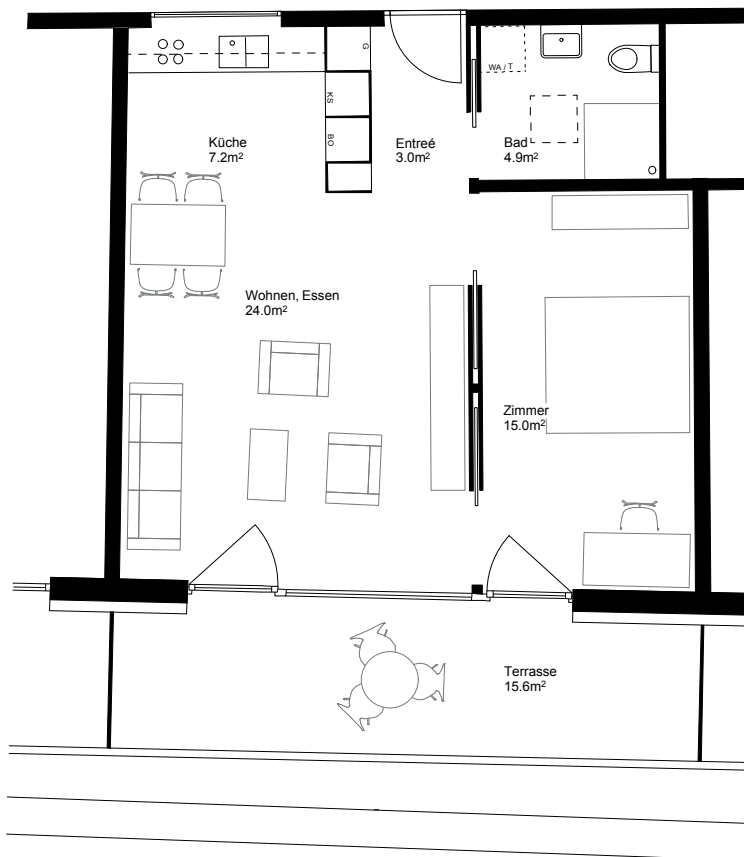 G
WA / T
KS
BO
Küche
7.2m²
Entreé
3.0m²
Bad
4.9m²
Wohnen, Essen
24.0m²
Zimmer
15.0m²
Terrasse
15.6m²